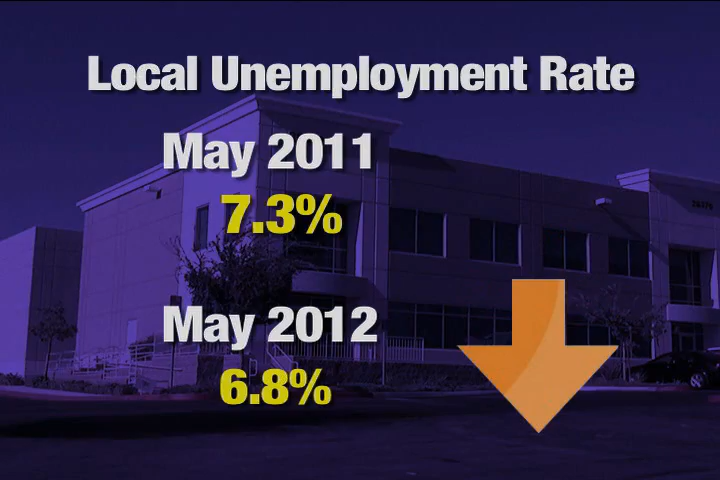 Local Unemployment Rate
May 2011
7.3%
May 2012
6.8%